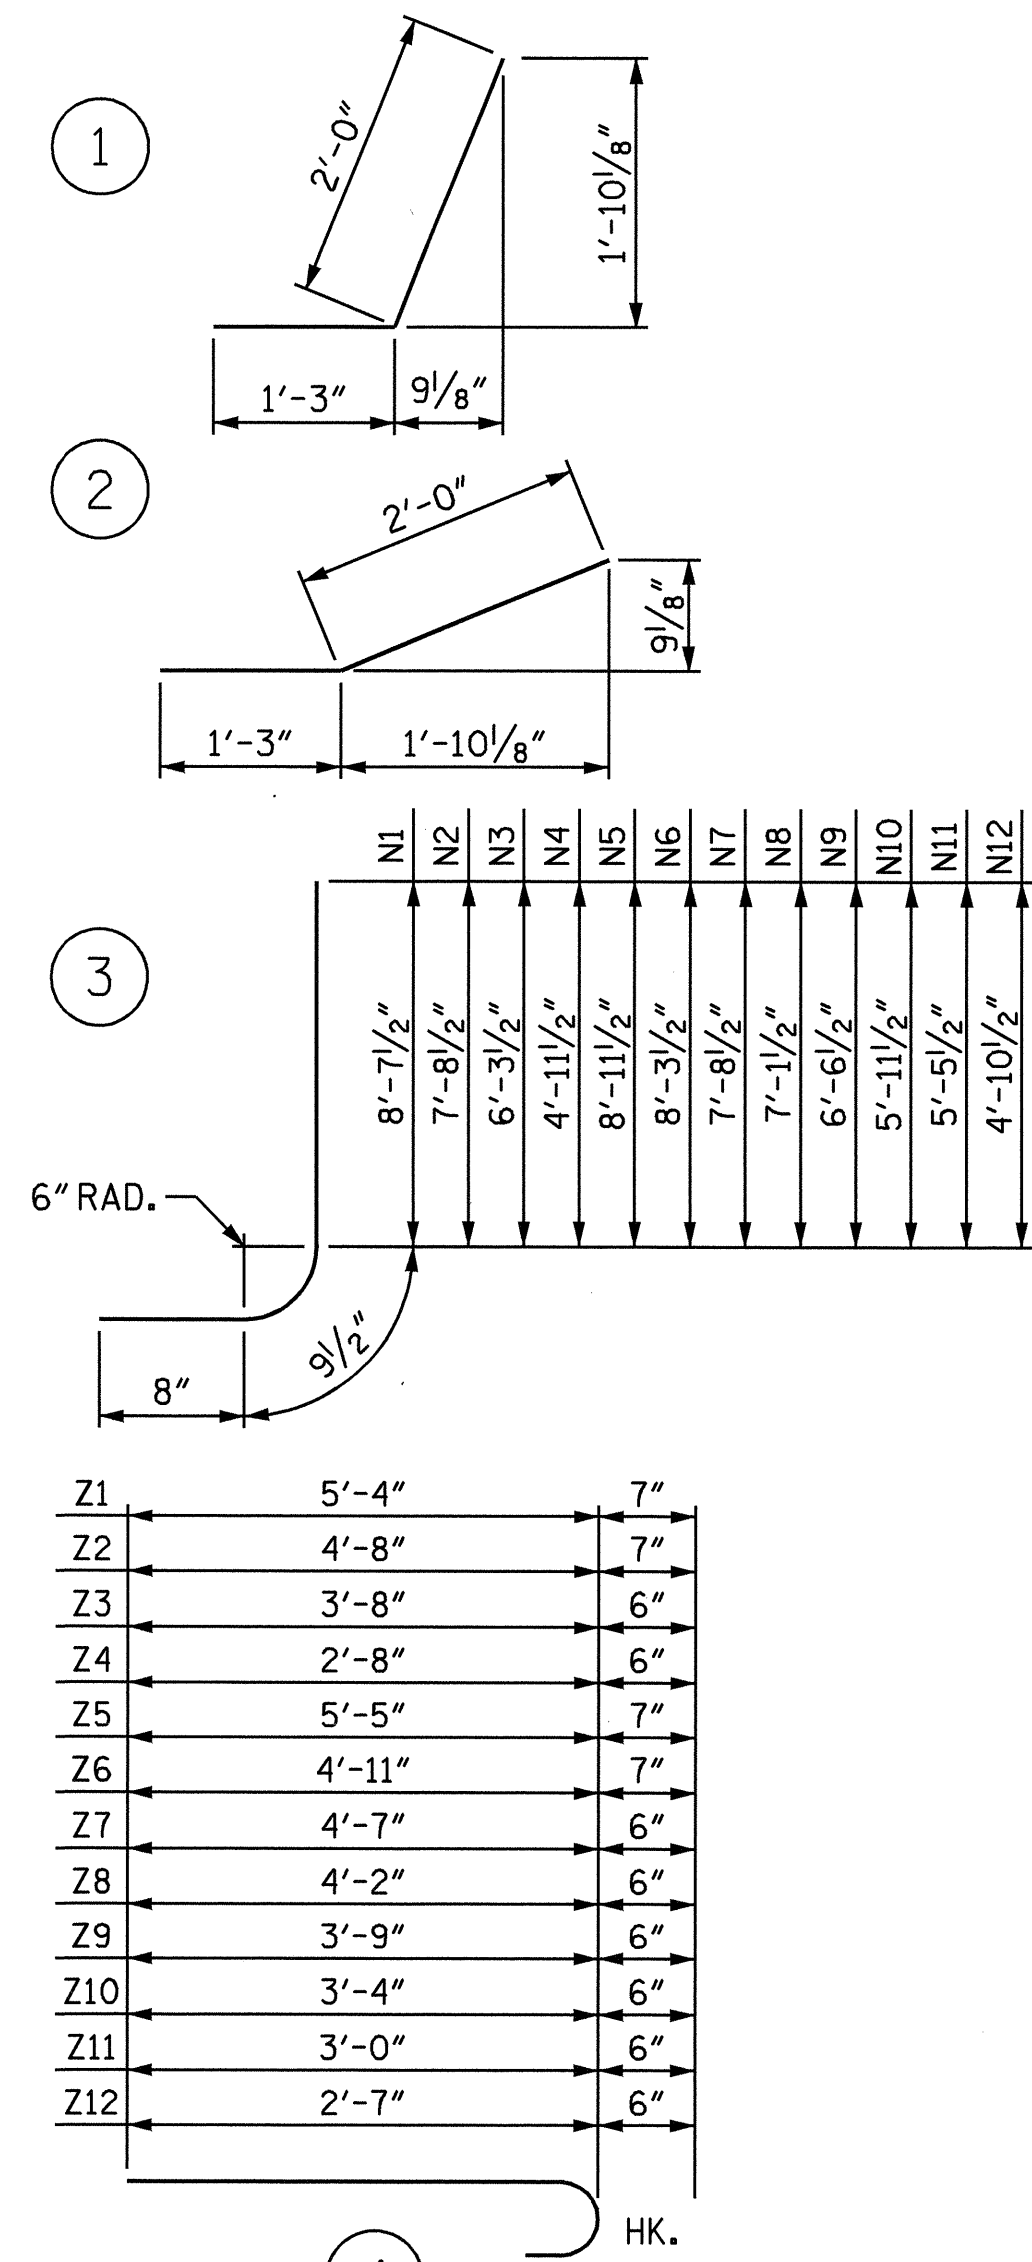 1
2'-0"
1'-10 1/8"
1'-3"
9 1/8"
2
2'-0"
9 1/8"
1'-3"
1'-10 1/8"
3
N1 N2 N3 N4 N5 N6 N7 N8 N9 N10 N11 N12
8'-7 1/2" 7'-8 1/2" 6'-3 1/2" 4'-11 1/2" 8'-11 1/2" 8'-3 1/2" 7'-8 1/2" 7'-1 1/2" 6'-6 1/2" 5'-11 1/2" 5'-5 1/2" 4'-10 1/2"
6" RAD.
9 1/2"
8"
Z1 5'-4" 7"
Z2 4'-8" 7"
Z3 3'-8" 6"
Z4 2'-8" 6"
Z5 5'-5" 7"
Z6 4'-11" 7"
Z7 4'-7" 6"
Z8 4'-2" 6"
Z9 3'-9" 6"
Z10 3'-4" 6"
Z11 3'-0" 6"
Z12 2'-7" 6"
HK.